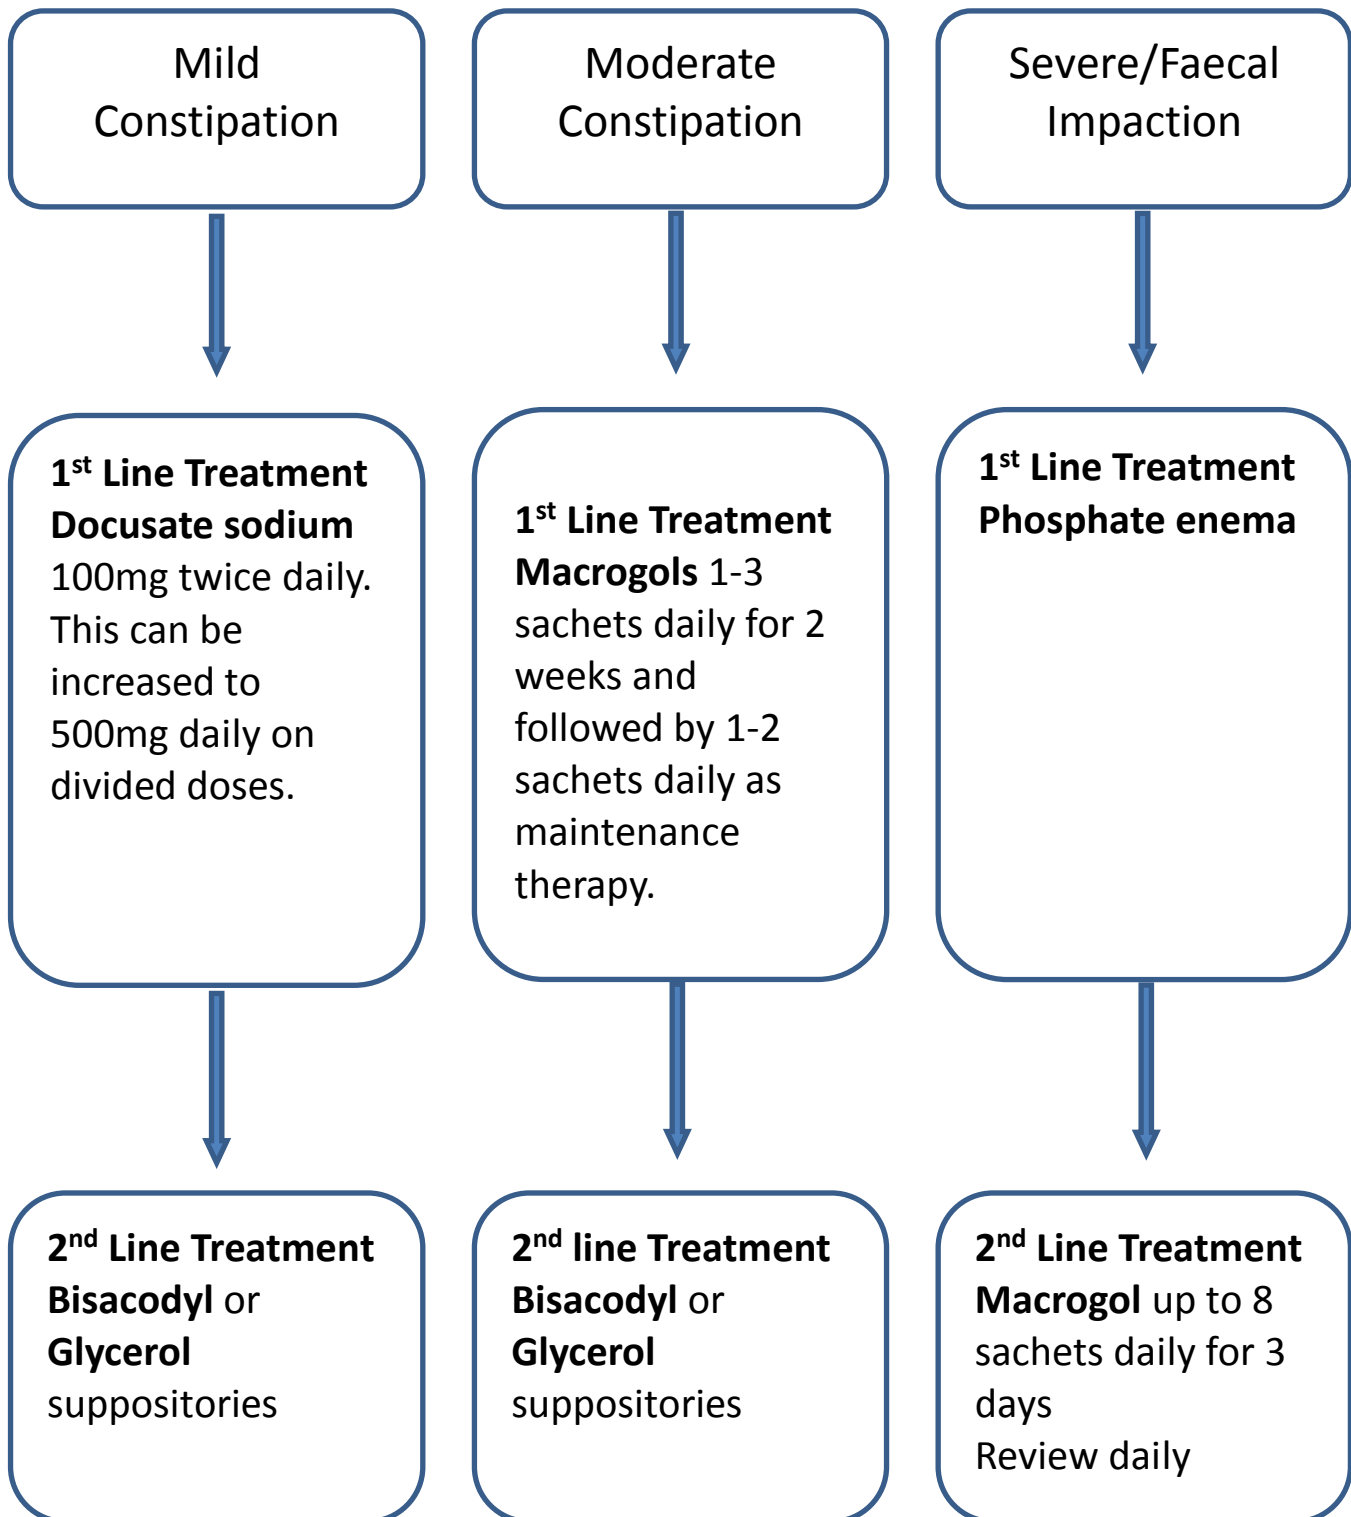 Mild
Constipation
Moderate
Constipation
Severe/Faecal
Impaction
1st Line Treatment
Docusate sodium
100mg twice daily.
This can be
increased to
500mg daily on
divided doses.
1st Line Treatment
Macrogols 1-3
sachets daily for 2
weeks and
followed by 1-2
sachets daily as
maintenance
therapy.
1st Line Treatment
Phosphate enema
2nd Line Treatment
Bisacodyl or
Glycerol
suppositories
2nd line Treatment
Bisacodyl or
Glycerol
suppositories
2nd Line Treatment
Macrogol up to 8
sachets daily for 3
days
Review daily